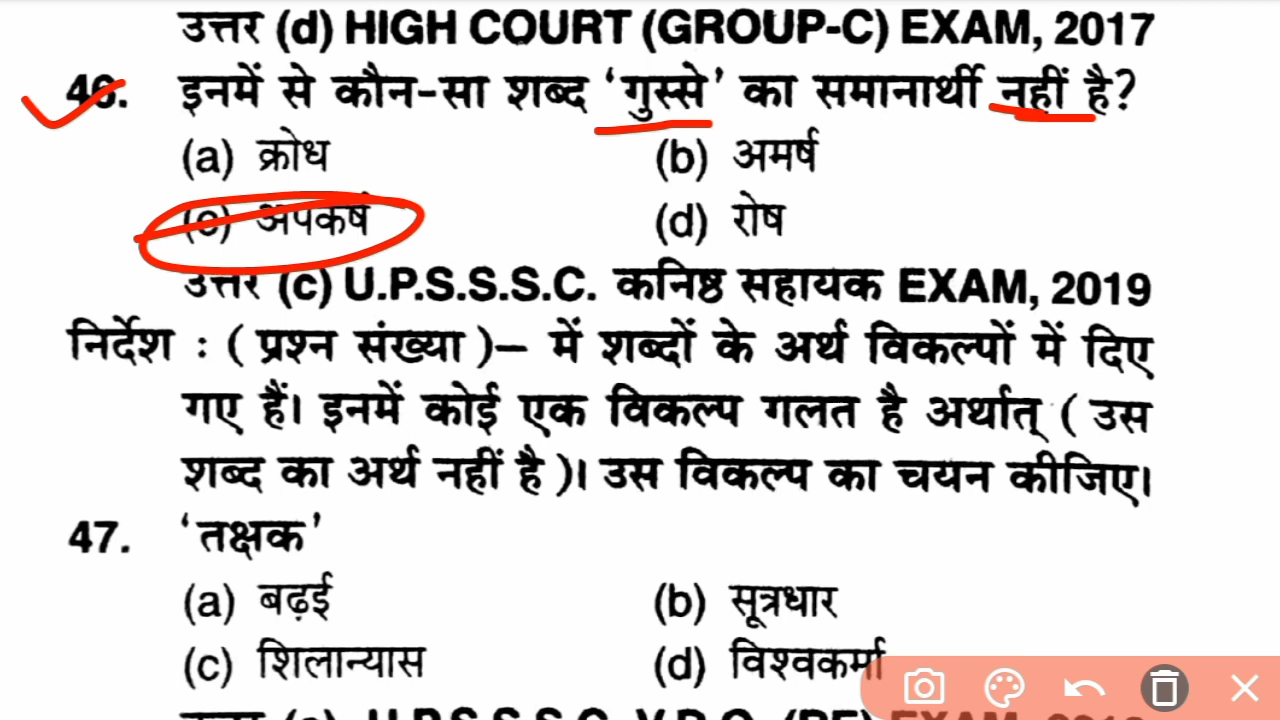 उत्तर (d) HIGH COURT (GROUP-C) EXAM, 2017
46. इनमें से कौन-सा शब्द ‘गुस्से’ का समानार्थी नहीं है?
(a) क्रोध (b) अमर्ष
(c) अपकर्ष (d) रोष
उत्तर (c) U.P.S.S.S.C. कनिष्ठ सहायक EXAM, 2019
निर्देश : ( प्रश्न संख्या )– में शब्दों के अर्थ विकल्पों में दिए
गए हैं। इनमें कोई एक विकल्प गलत है अर्थात् ( उस
शब्द का अर्थ नहीं है )। उस विकल्प का चयन कीजिए।
47. ‘तक्षक’
(a) बढ़ई (b) सूत्रधार
(c) शिलान्यास (d) विश्वकर्मा